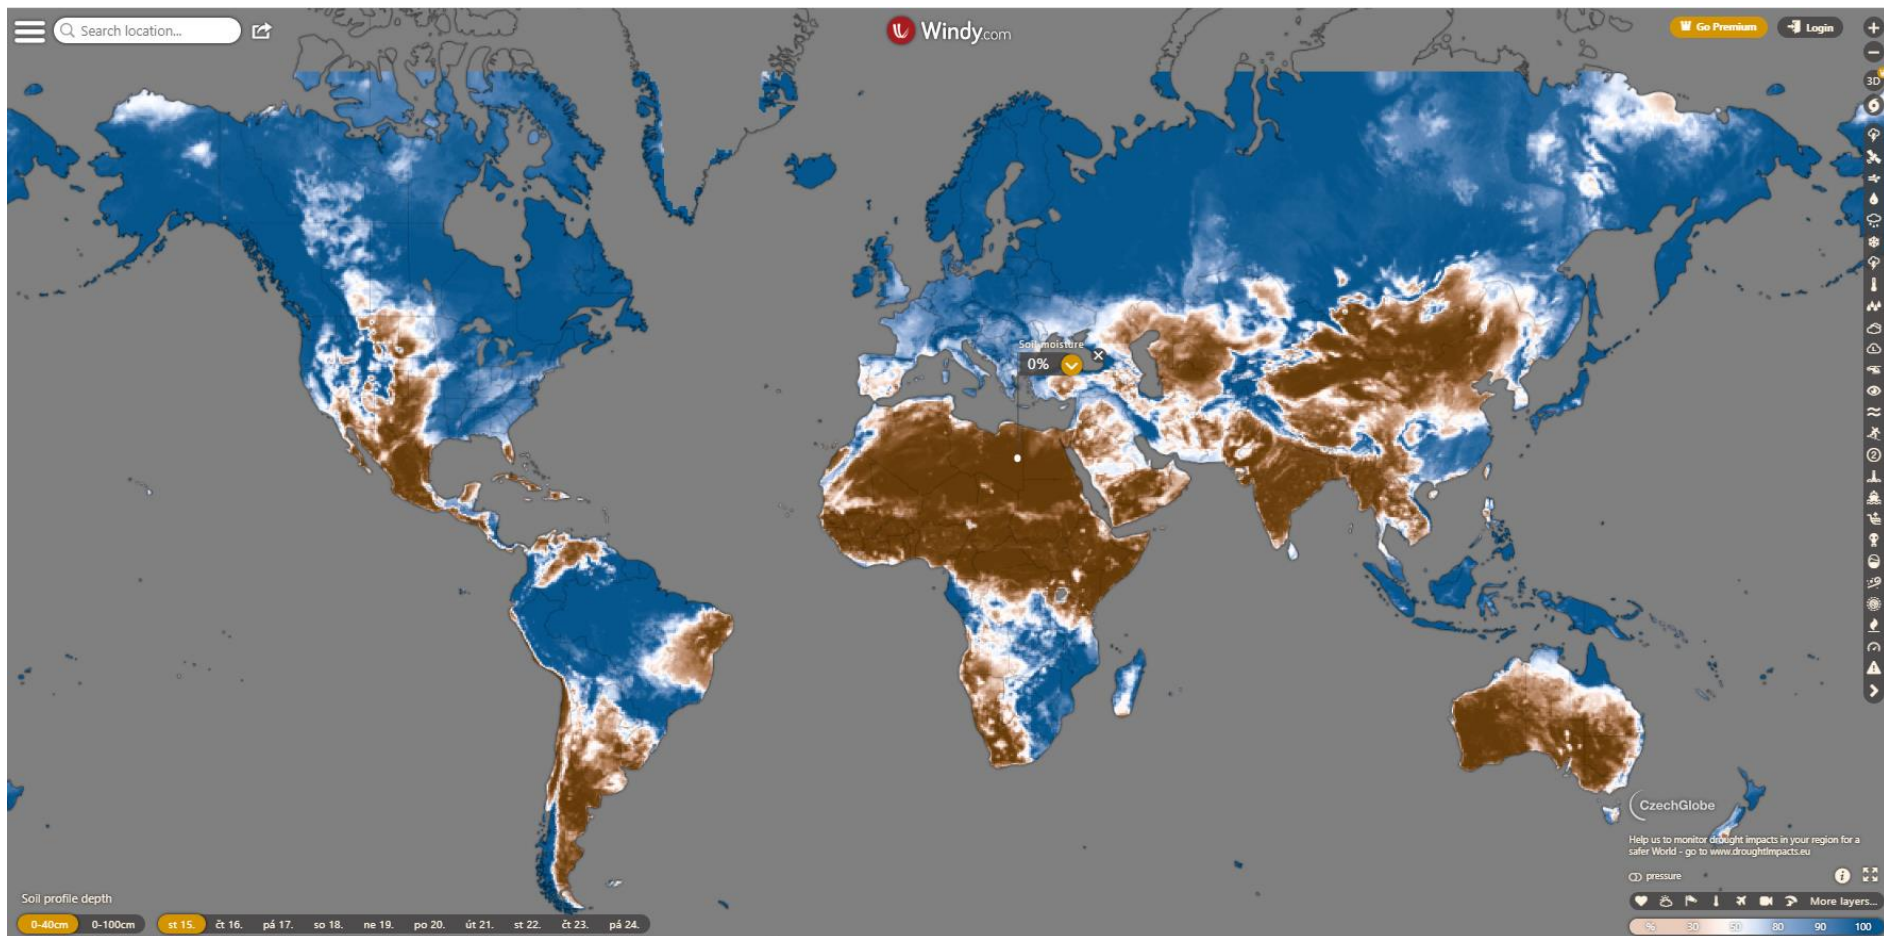 Search location...
Windy.com
Go Premium
Login
+
−
3D
Soil moisture
0%
CzechGlobe
Help us to monitor drought impacts in your region for a
safer World - go to www.droughtimpacts.eu
pressure
Soil profile depth
0-40cm 0-100cm st 15. čt 16. pá 17. so 18. ne 19. po 20. út 21. st 22. čt 23. pá 24.
More layers...
% 30 50 80 90 100